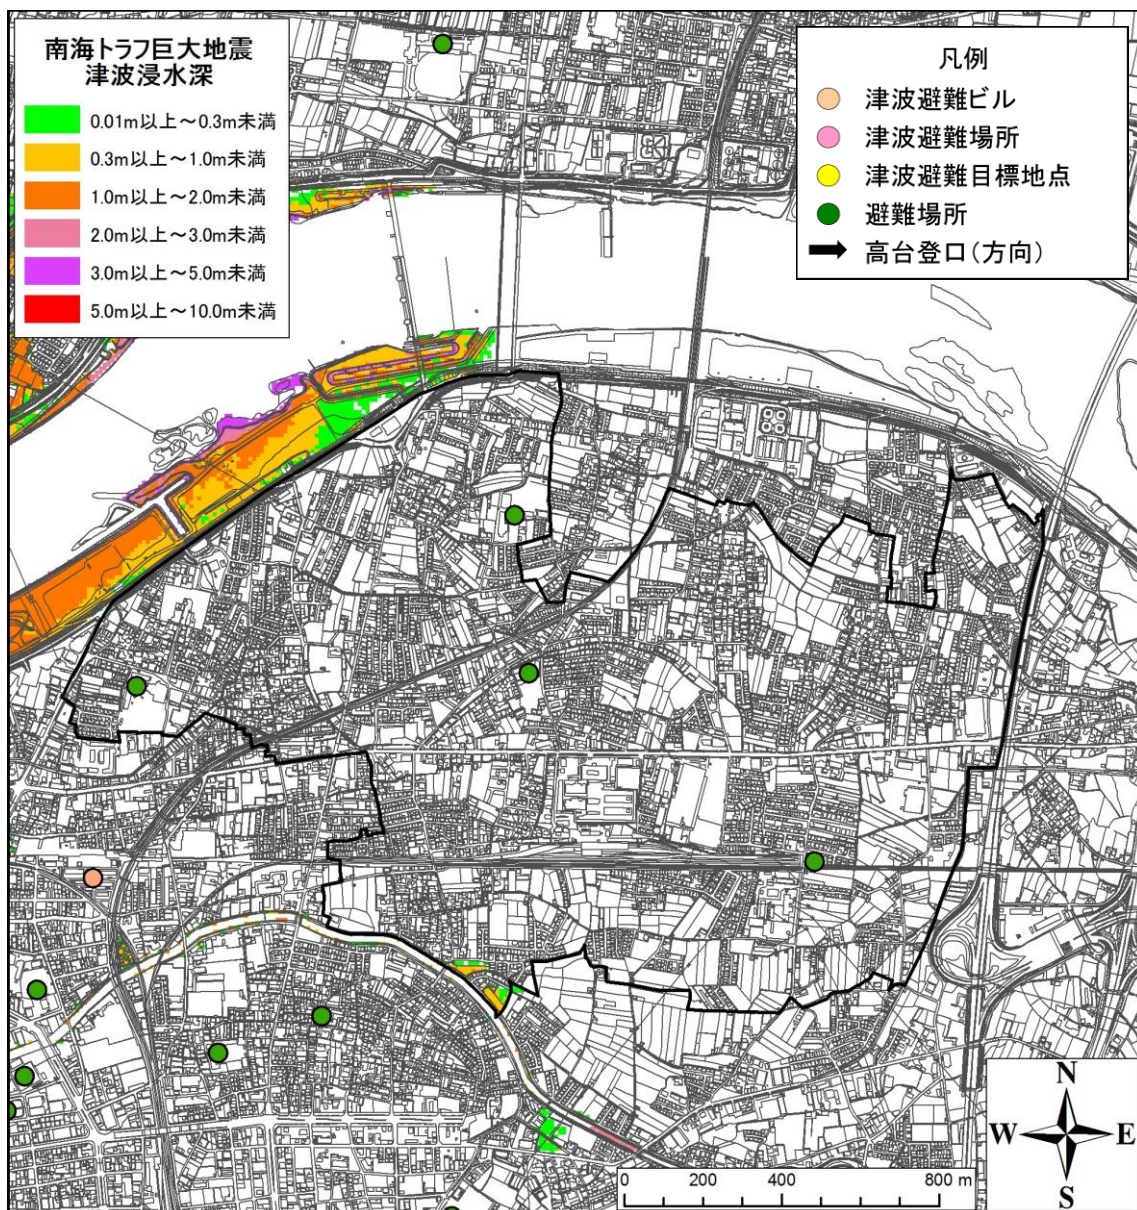 南海トラフ巨大地震
津波浸水深
0.01m以上～0.3m未満
0.3m以上～1.0m未満
1.0m以上～2.0m未満
2.0m以上～3.0m未満
3.0m以上～5.0m未満
5.0m以上～10.0m未満
凡例
津波避難ビル
津波避難場所
津波避難目標地点
避難場所
高台登口(方向)
N
W E
S
0 200 400 800 m